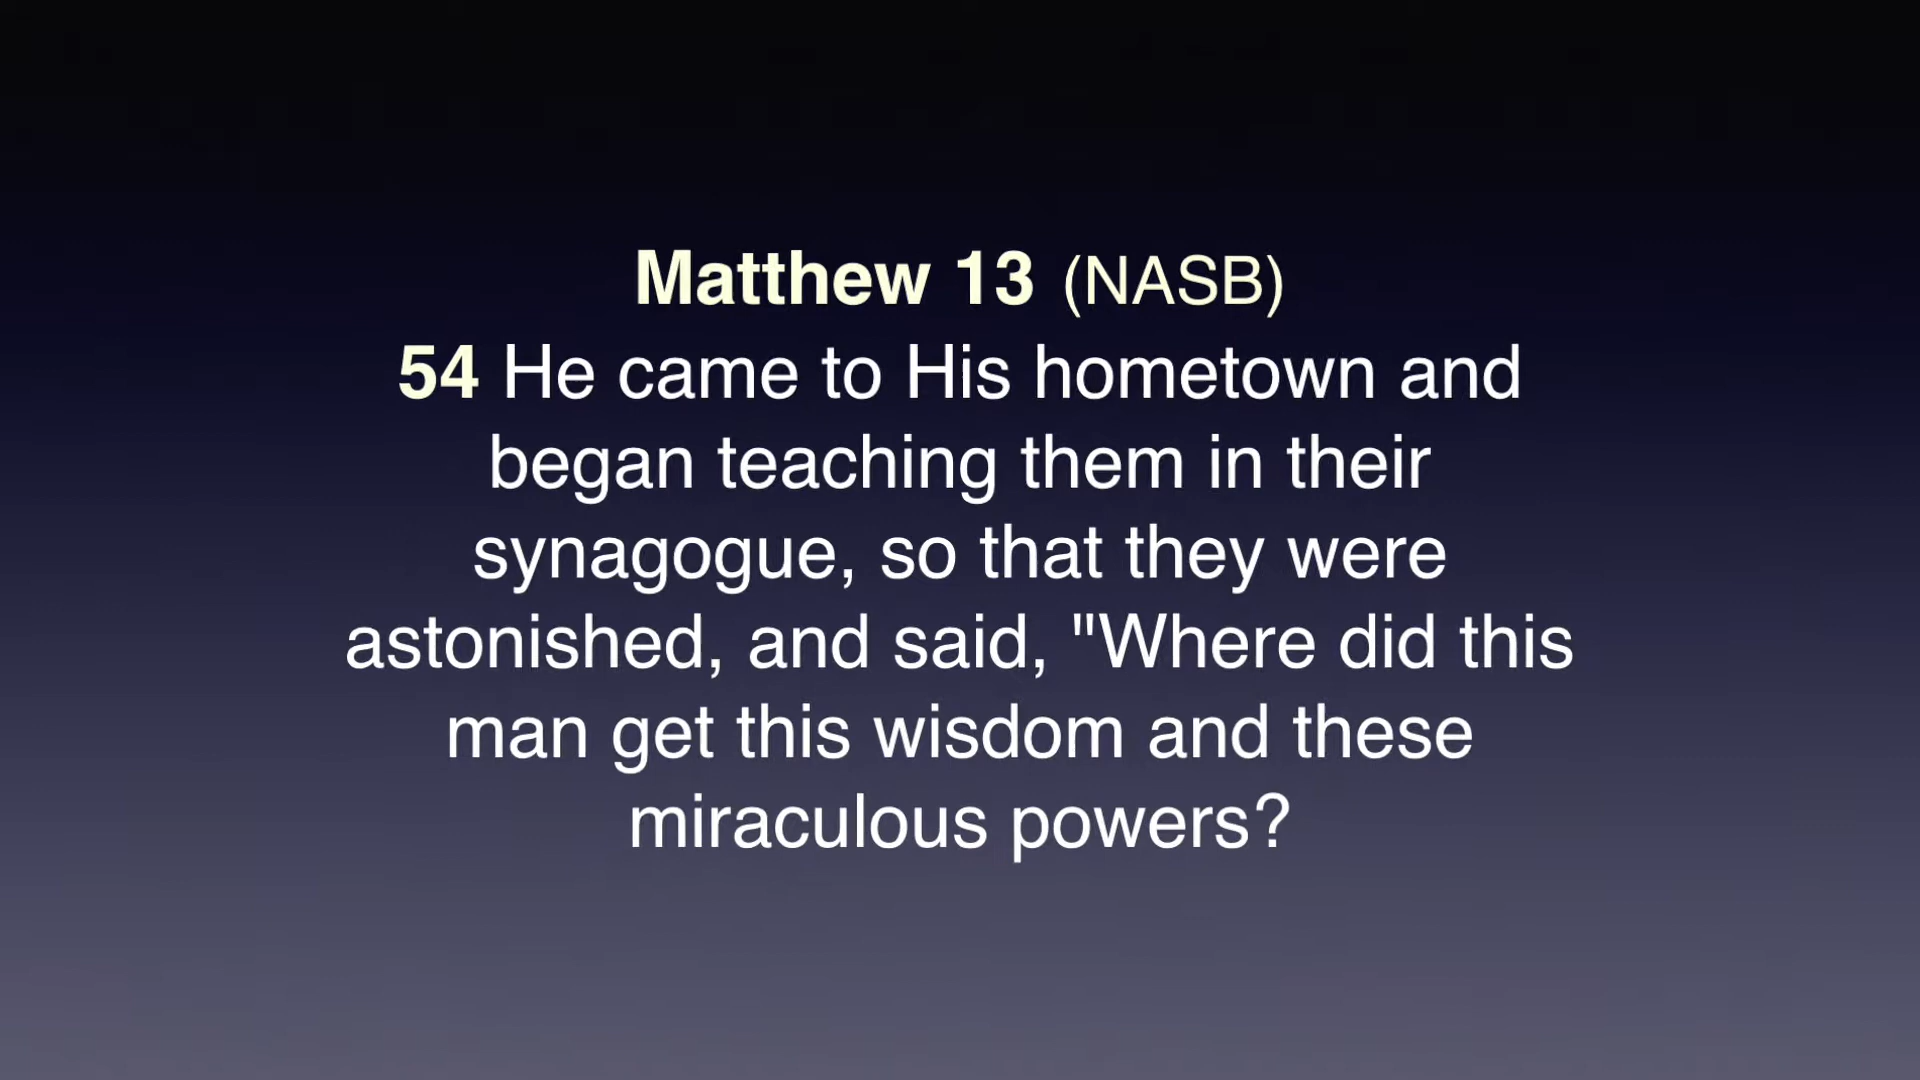 Matthew 13 (NASB)
54 He came to His hometown and
began teaching them in their
synagogue, so that they were
astonished, and said, "Where did this
man get this wisdom and these
miraculous powers?